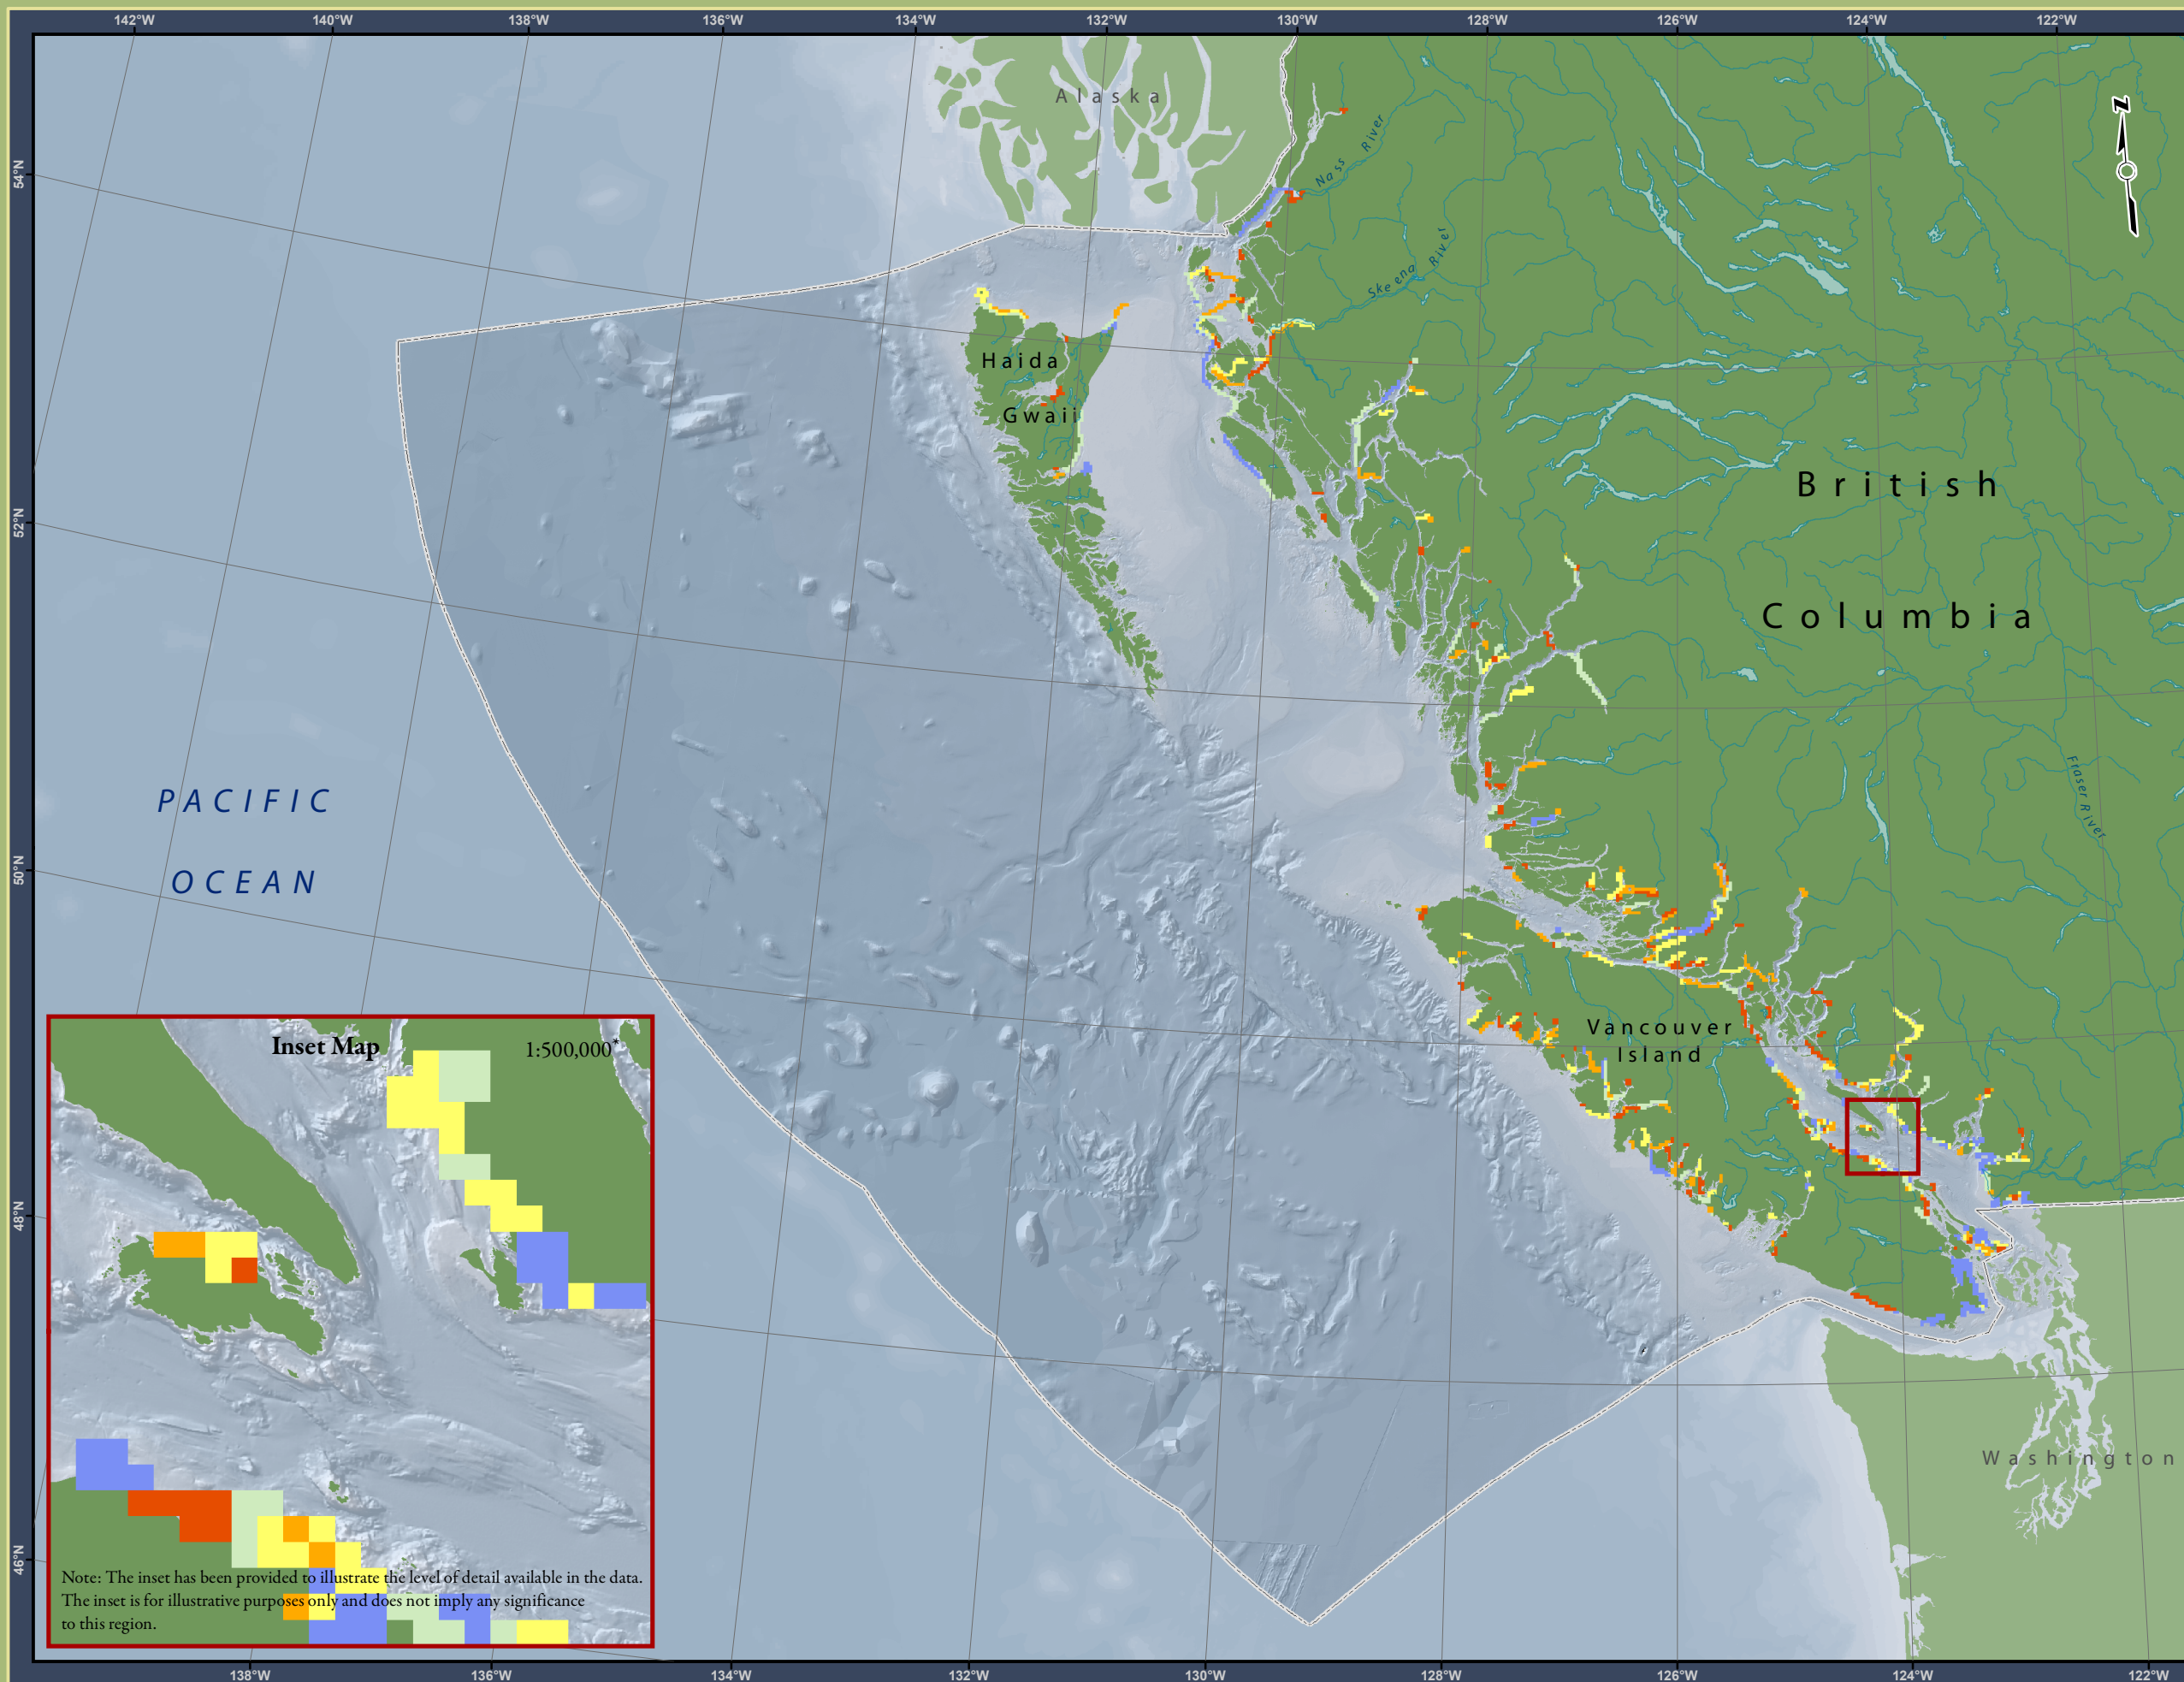 142°W 140°W 138°W 136°W 134°W 132°W 130°W 128°W 126°W 124°W 122°W
54°N
52°N
50°N
48°N
46°N
Alaska
N
Nass River
Skeena River
Haida
Gwaii
British
Columbia
Fraser River
PACIFIC
OCEAN
Vancouver
Island
Washington
Inset Map
1:500,000*
Note: The inset has been provided to illustrate the level of detail available in the data.
The inset is for illustrative purposes only and does not imply any significance
to this region.
138°W 136°W 134°W 132°W 130°W 128°W 126°W 124°W 122°W